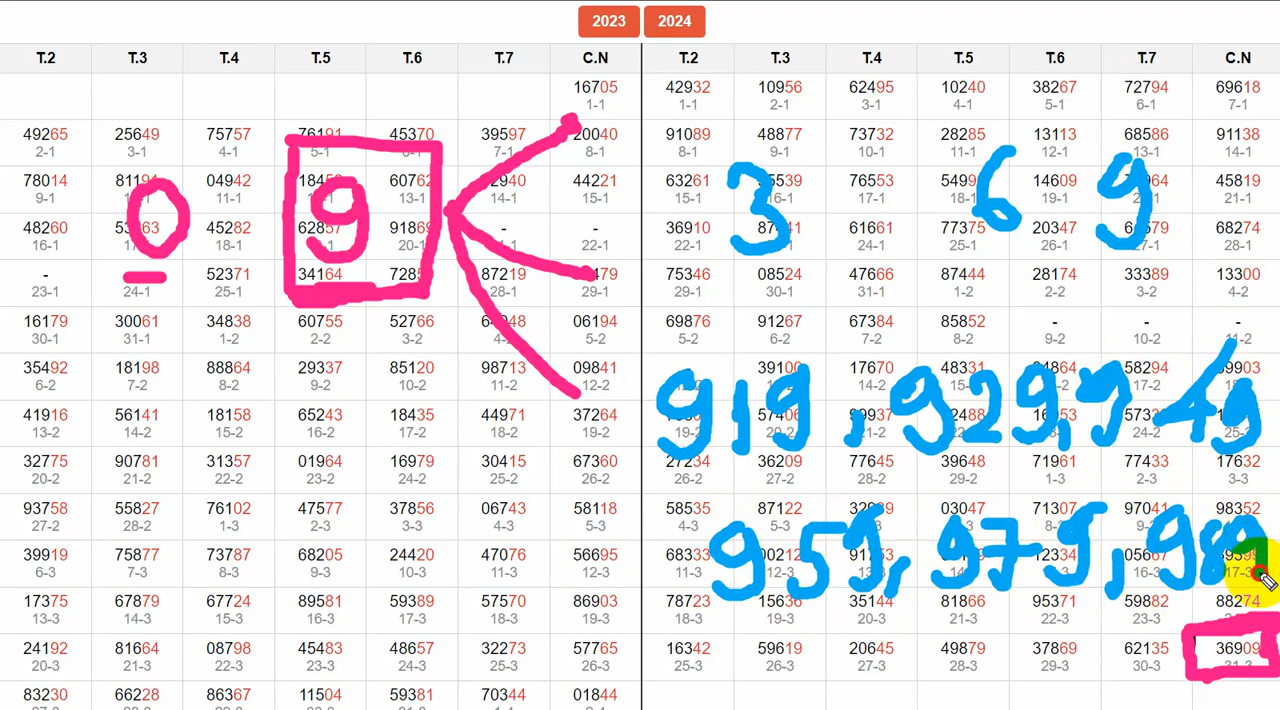 2023 2024
T.2 T.3 T.4 T.5 T.6 T.7 C.N T.2 T.3 T.4 T.5 T.6 T.7 C.N
16705 42932 10956 62495 10240 38267 72794 69618
1-1 1-1 2-1 3-1 4-1 5-1 6-1 7-1
49265 25649 75757 76191 45370 39597 20040 91089 48877 73732 28285 13113 68586 91138
2-1 3-1 4-1 5-1 6-1 7-1 8-1 8-1 9-1 10-1 11-1 12-1 13-1 14-1
78014 04942 60762 44221 63261 76553 14609 45819
9-1 11-1 13-1 14-1 15-1 15-1 16-1 17-1 18-1 19-1 21-1
0 9 3 6 9
48260 45282 - - 36910 61661 77375 20347 68274
16-1 18-1 20-1 22-1 22-1 24-1 25-1 26-1 27-1 28-1
- 52371 34164 87219 75346 08524 47666 87444 28174 33389 13300
23-1 24-1 25-1 28-1 29-1 29-1 30-1 31-1 1-2 2-2 3-2 4-2
16179 30061 34838 60755 52766 06194 69876 91267 67384 85852 - - -
30-1 31-1 1-2 2-2 3-2 5-2 5-2 6-2 7-2 8-2 9-2 10-2 11-2
35492 18198 88864 29337 85120 98713 09841 17670 48331 58294
6-2 7-2 8-2 9-2 10-2 11-2 12-2 14-2 17-2
919, 929, 949
41916 56141 18158 65243 18435 44971 37264
13-2 14-2 15-2 16-2 17-2 18-2 19-2 24-2
32775 90781 31357 01964 16979 30415 67360 27234 36209 77645 39648 71961 77433 17632
20-2 21-2 22-2 23-2 24-2 25-2 26-2 26-2 27-2 28-2 29-2 1-3 2-3 3-3
93758 55827 76102 47577 37856 06743 58118 58535 87122 03047 71307 97041 98352
27-2 28-2 1-3 2-3 3-3 4-3 5-3 4-3
959, 979, 989
39919 75877 73787 68205 24420 47076 56695 68333
6-3 7-3 8-3 9-3 10-3 11-3 12-3 11-3 12-3 16-3 17-3
17375 67879 67724 89581 59389 57570 86903 78723 15636 35144 81866 95371 59882 88274
13-3 14-3 15-3 16-3 17-3 18-3 19-3 18-3 19-3 20-3 21-3 22-3 23-3
24192 81664 08798 45483 48657 32273 57765 16342 59619 20645 49879 37869 62135 36909
20-3 21-3 22-3 23-3 24-3 25-3 26-3 25-3 26-3 27-3 28-3 29-3 30-3 31-3
83230 66228 86367 11504 59381 70344 01844